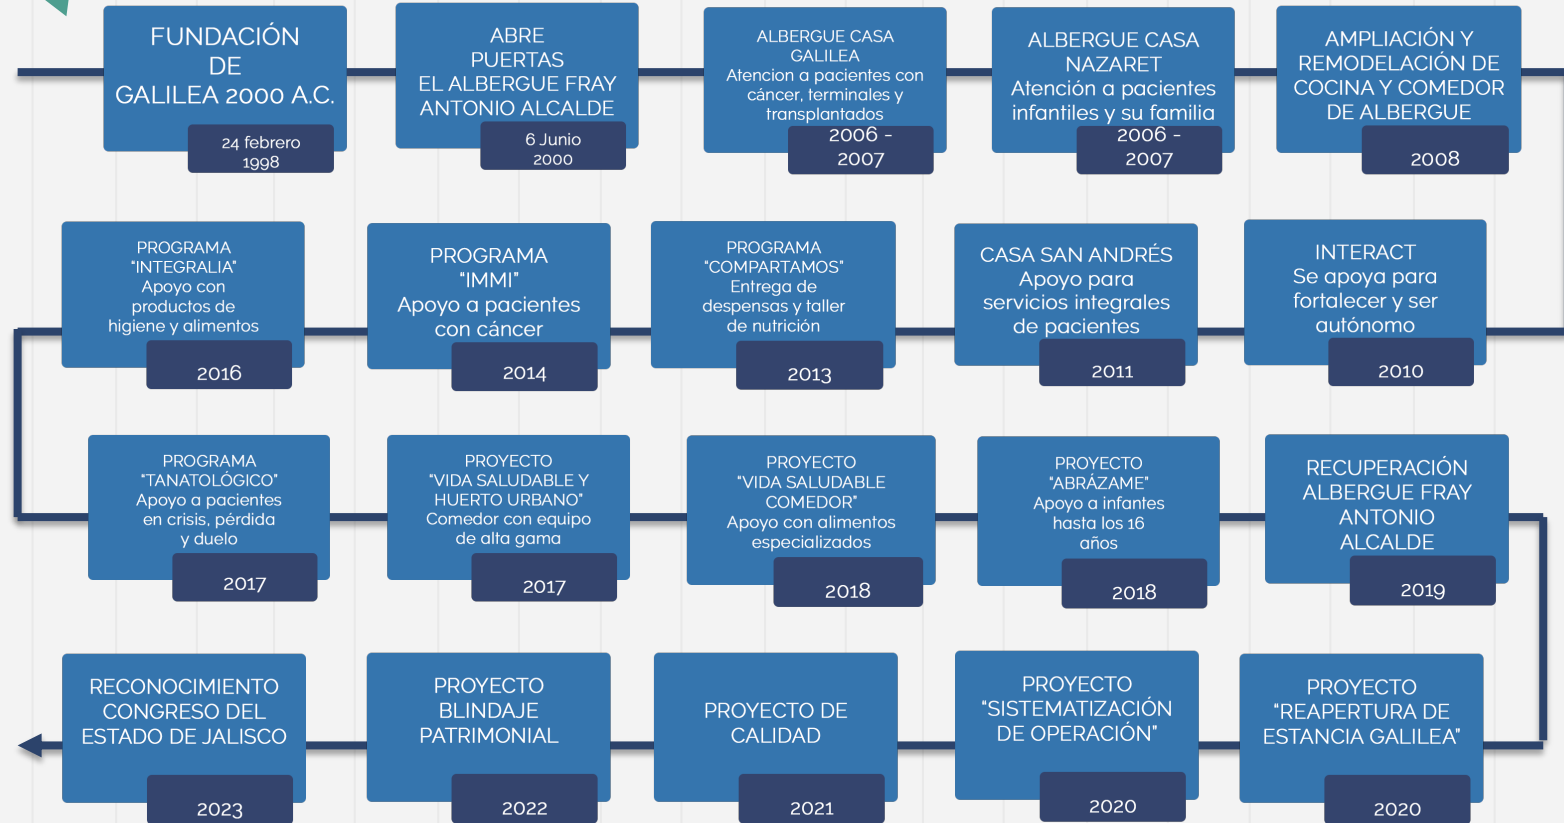 FUNDACIÓN
DE
GALILEA 2000 A.C.
24 febrero
1998
ABRE
PUERTAS
EL ALBERGUE FRAY
ANTONIO ALCALDE
6 Junio
2000
ALBERGUE CASA
GALILEA
Atencion a pacientes con
cáncer, terminales y
transplantados
2006 -
2007
ALBERGUE CASA
NAZARET
Atención a pacientes
infantiles y su familia
2006 -
2007
AMPLIACIÓN Y
REMODELACIÓN DE
COCINA Y COMEDOR
DE ALBERGUE
2008
INTERACT
Se apoya para
fortalecer y ser
autónomo
2010
CASA SAN ANDRÉS
Apoyo para
servicios integrales
de pacientes
2011
PROGRAMA
"COMPARTAMOS"
Entrega de
despensas y taller
de nutrición
2013
PROGRAMA
"IMMI"
Apoyo a pacientes
con cáncer
2014
PROGRAMA
"INTEGRALIA"
Apoyo con
productos de
higiene y alimentos
2016
PROGRAMA
"TANATOLÓGICO"
Apoyo a pacientes
en crisis, pérdida
y duelo
2017
PROYECTO
"VIDA SALUDABLE Y
HUERTO URBANO"
Comedor con equipo
de alta gama
2017
PROYECTO
"VIDA SALUDABLE
COMEDOR"
Apoyo con alimentos
especializados
2018
PROYECTO
"ABRÁZAME"
Apoyo a infantes
hasta los 16
años
2018
RECUPERACIÓN
ALBERGUE FRAY
ANTONIO
ALCALDE
2019
PROYECTO
"REAPERTURA DE
ESTANCIA GALILEA"
2020
PROYECTO
"SISTEMATIZACIÓN
DE OPERACIÓN"
2020
PROYECTO DE
CALIDAD
2021
PROYECTO
BLINDAJE
PATRIMONIAL
2022
RECONOCIMIENTO
CONGRESO DEL
ESTADO DE JALISCO
2023